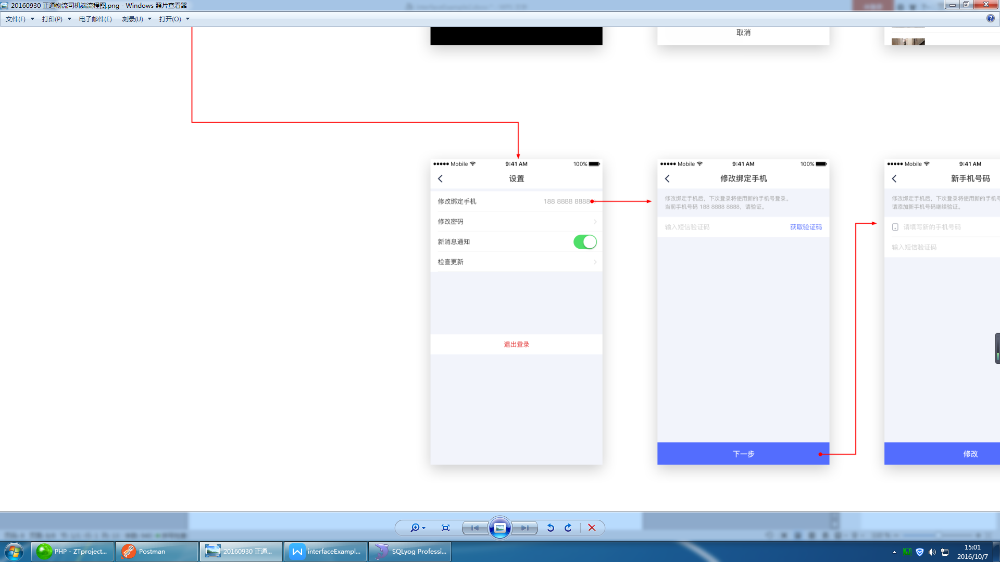 20160930 正通物流司机端流程图.png - Windows 照片查看器
文件(F) 打印(P) 电子邮件(E) 刻录(U) 打开(O)
取消
Mobile 9:41 AM 100%
设置
修改绑定手机 188 8888 8888
修改密码
新消息通知
检查更新
退出登录
Mobile 9:41 AM 100%
修改绑定手机
修改绑定手机后，下次登录将使用新的手机号登录。
当前手机号码 188 8888 8888，请验证。
输入短信验证码 获取验证码
下一步
Mobile 9:41 AM
新手机号码
修改绑定手机后，下次登录将使用新的手机号
请添加新手机号码继续验证。
请填写新的手机号码
输入短信验证码
修改
PHP - ZTproject... Postman 20160930 正通... interfaceExampl... SQLyog Professi...
15:01
2016/10/7